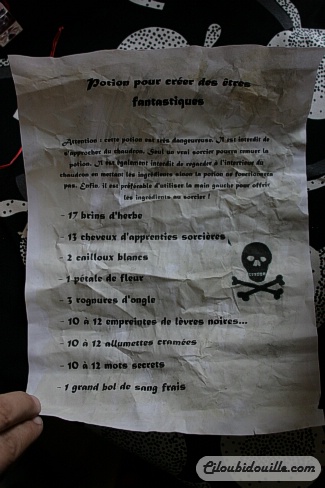 Potion pour créer des êtres
fantastiques
Attention : cette potion est très dangoureuse. Il est interdit de
s'approcher du chaudron. Seul un vrai sorcier pourra remuer la
potion. Il est également interdit de regarder à l'intérieur du
chaudron en mettant les ingrédients sinon la potion ne fonctionnera
pas. Enfin, il est préférable d'utiliser la main gauche pour offrir
les ingrédients au sorcier !
- 17 brins d'herbe
- 13 cheveux d'apprenties sorcières
- 2 cailloux blancs
- 1 pétale de fleur
- 3 rognures d'ongle
- 10 à 12 empreintes de lèvres noires...
- 10 à 12 allumettes cramées
- 10 à 12 mots secrets
- 1 grand bol de sang frais
Ciloubidouille.com